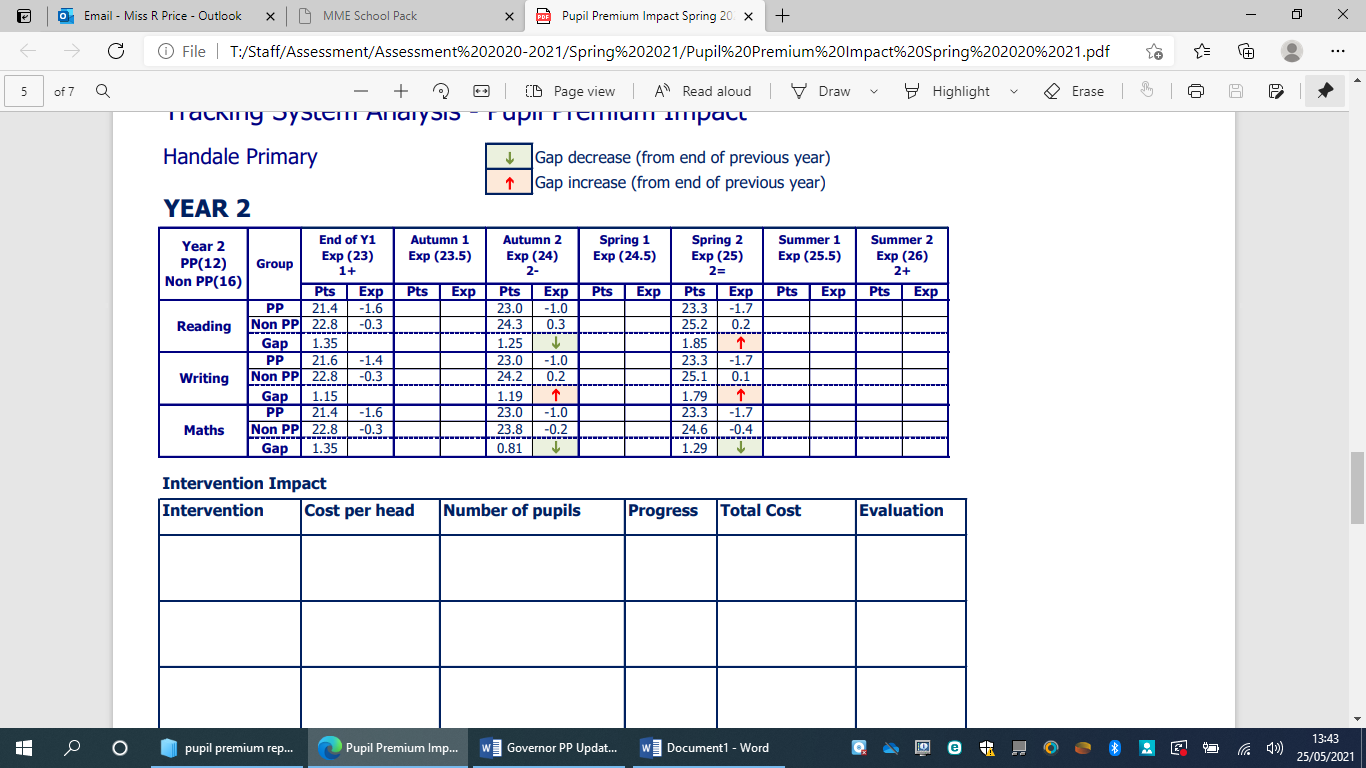 Email - Miss R Price - Outlook
MME School Pack
Pupil Premium Impact Spring 20
File T:/Staff/Assessment/Assessment%202020-2021/Spring%202021/Pupil%20Premium%20Impact%20Spring%202020%2021.pdf
5 of 7 Page view Read aloud Draw Highlight Erase
Tracking System Analysis - Pupil Premium Impact
Handale Primary
↓ Gap decrease (from end of previous year)
↑ Gap increase (from end of previous year)
YEAR 2
Year 2 PP(12) Non PP(16) Group End of Y1 Exp (23) 1+ Autumn 1 Exp (23.5) Autumn 2 Exp (24) 2- Spring 1 Exp (24.5) Spring 2 Exp (25) 2= Summer 1 Exp (25.5) Summer 2 Exp (26) 2+
Pts Exp Pts Exp Pts Exp Pts Exp Pts Exp Pts Exp Pts Exp
Reading
PP 21.4 -1.6 23.0 -1.0 23.3 -1.7
Non PP 22.8 -0.3 24.3 0.3 25.2 0.2
Gap 1.35 1.25 ↓ 1.85 ↑
Writing
PP 21.6 -1.4 23.0 -1.0 23.3 -1.7
Non PP 22.8 -0.3 24.2 0.2 25.1 0.1
Gap 1.15 1.19 ↑ 1.79 ↑
Maths
PP 21.4 -1.6 23.0 -1.0 23.3 -1.7
Non PP 22.8 -0.3 23.8 -0.2 24.6 -0.4
Gap 1.35 0.81 ↓ 1.29 ↓
Intervention Impact
Intervention Cost per head Number of pupils Progress Total Cost Evaluation
pupil premium rep... Pupil Premium Imp... Governor PP Updat... Document1 - Word
13:43
25/05/2021